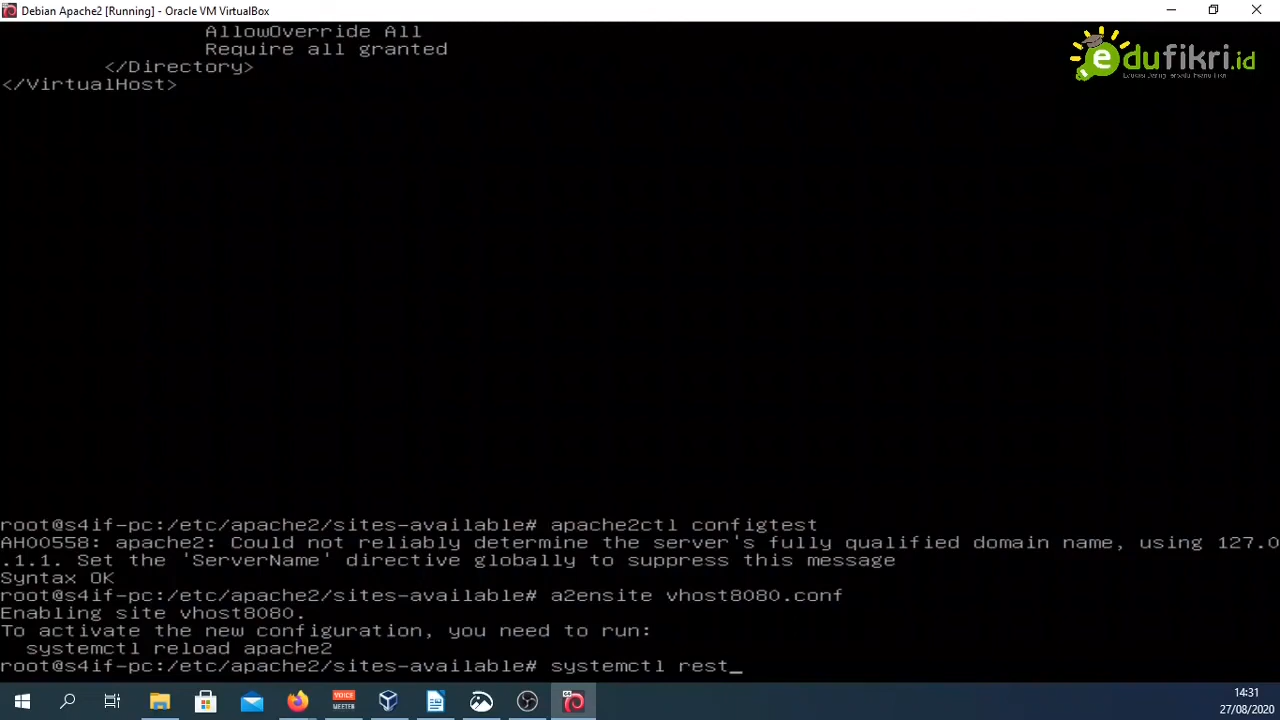 Debian Apache2 [Running] - Oracle VM VirtualBox
AllowOverride All
Require all granted
</Directory>
</VirtualHost>
edufikri.id
root@s4if-pc:/etc/apache2/sites-available# apache2ctl configtest
AH00558: apache2: Could not reliably determine the server's fully qualified domain name, using 127.0
.1.1. Set the 'ServerName' directive globally to suppress this message
Syntax OK
root@s4if-pc:/etc/apache2/sites-available# a2ensite vhost8080.conf
Enabling site vhost8080.
To activate the new configuration, you need to run:
systemctl reload apache2
root@s4if-pc:/etc/apache2/sites-available# systemctl rest_
VOICE
MEETER
14:31
27/08/2020